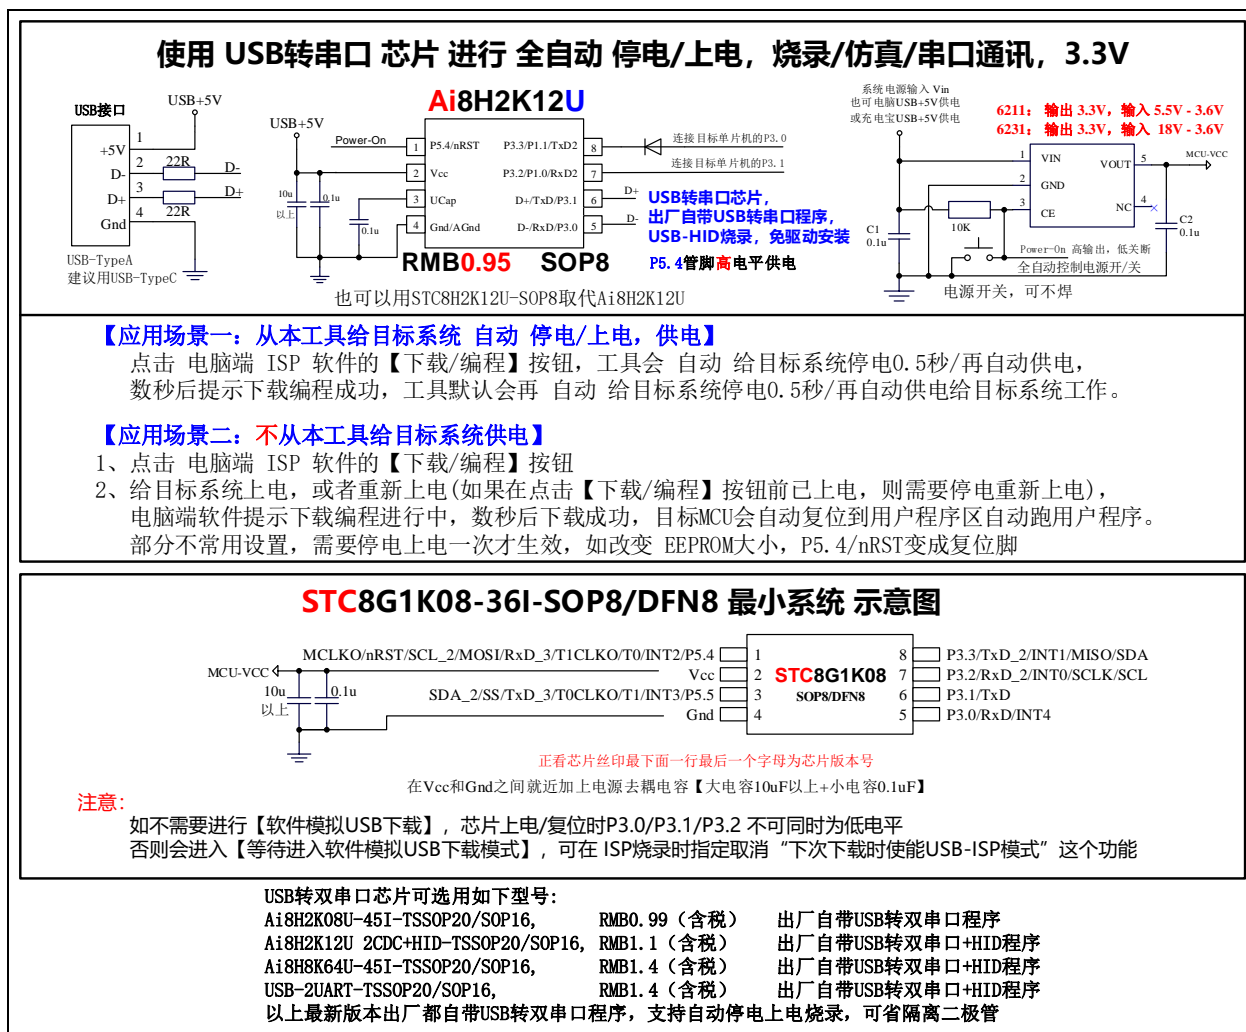 使用 USB转串口 芯片 进行 全自动 停电/上电，烧录/仿真/串口通讯，3.3V
USB接口
USB+5V
+5V 1
D- 2 22R D-
D+ 3 22R D+
Gnd 4
USB-TypeA
建议用USB-TypeC
Ai8H2K12U
USB+5V
Power-On
1 P5.4/nRST P3.3/P1.1/TxD2 8 连接目标单片机的P3.0
2 Vcc P3.2/P1.0/RxD2 7 连接目标单片机的P3.1
3 UCap D+/TxD/P3.1 6 D+
4 Gnd/AGnd D-/RxD/P3.0 5 D-
10u
以上
0.1u
0.1u
RMB0.95 SOP8
USB转串口芯片，
出厂自带USB转串口程序，
USB-HID烧录，免驱动安装
P5.4管脚高电平供电
也可以用STC8H2K12U-SOP8取代Ai8H2K12U
系统电源输入 Vin
也可电脑USB+5V供电
或充电宝USB+5V供电
6211： 输出 3.3V，输入 5.5V - 3.6V
6231： 输出 3.3V，输入 18V - 3.6V
1 VIN VOUT 5 MCU-VCC
2 GND
3 CE NC 4
10K
C1
0.1u
C2
0.1u
Power-On 高输出，低关断
全自动控制电源开/关
电源开关，可不焊
【应用场景一：从本工具给目标系统 自动 停电/上电，供电】
点击 电脑端 ISP 软件的【下载/编程】按钮，工具会 自动 给目标系统停电0.5秒/再自动供电，
数秒后提示下载编程成功，工具默认会再 自动 给目标系统停电0.5秒/再自动供电给目标系统工作。
【应用场景二：不从本工具给目标系统供电】
1、点击 电脑端 ISP 软件的【下载/编程】按钮
2、给目标系统上电，或者重新上电(如果在点击【下载/编程】按钮前已上电，则需要停电重新上电)，
电脑端软件提示下载编程进行中，数秒后下载成功，目标MCU会自动复位到用户程序区自动跑用户程序。
部分不常用设置，需要停电上电一次才生效，如改变 EEPROM大小，P5.4/nRST变成复位脚
STC8G1K08-36I-SOP8/DFN8 最小系统 示意图
MCU-VCC
10u
以上
0.1u
MCLKO/nRST/SCL_2/MOSI/RxD_3/T1CLKO/T0/INT2/P5.4 1 8 P3.3/TxD_2/INT1/MISO/SDA
Vcc 2 STC8G1K08 7 P3.2/RxD_2/INT0/SCLK/SCL
SDA_2/SS/TxD_3/T0CLKO/T1/INT3/P5.5 3 SOP8/DFN8 6 P3.1/TxD
Gnd 4 5 P3.0/RxD/INT4
正看芯片丝印最下面一行最后一个字母为芯片版本号
在Vcc和Gnd之间就近加上电源去耦电容【大电容10uF以上+小电容0.1uF】
注意：
如不需要进行【软件模拟USB下载】，芯片上电/复位时P3.0/P3.1/P3.2 不可同时为低电平
否则会进入【等待进入软件模拟USB下载模式】，可在 ISP烧录时指定取消“下次下载时使能USB-ISP模式”这个功能
USB转双串口芯片可选用如下型号：
Ai8H2K08U-45I-TSSOP20/SOP16, RMB0.99（含税） 出厂自带USB转双串口程序
Ai8H2K12U 2CDC+HID-TSSOP20/SOP16, RMB1.1（含税） 出厂自带USB转双串口+HID程序
Ai8H8K64U-45I-TSSOP20/SOP16, RMB1.4（含税） 出厂自带USB转双串口+HID程序
USB-2UART-TSSOP20/SOP16, RMB1.4（含税） 出厂自带USB转双串口+HID程序
以上最新版本出厂都自带USB转双串口程序，支持自动停电上电烧录，可省隔离二极管